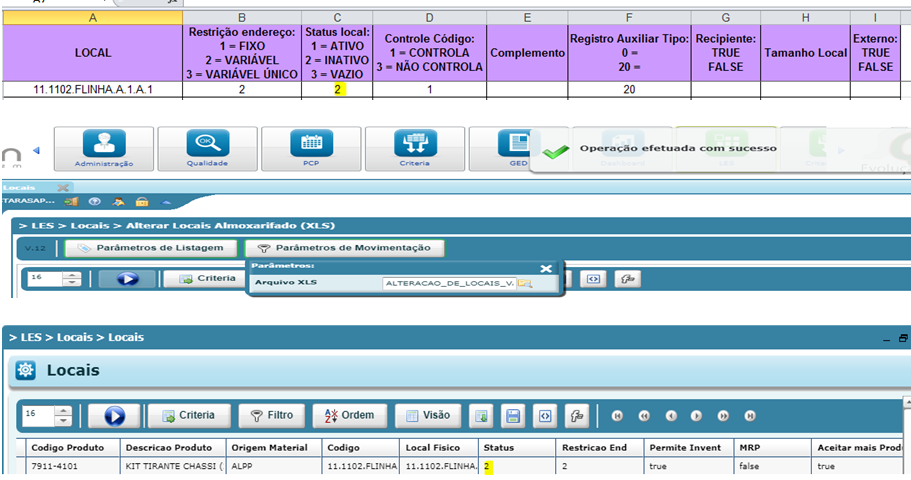 A B C D E F G H I
LOCAL
Restrição endereço:
1 = FIXO
2 = VARIÁVEL
3 = VARIÁVEL ÚNICO
Status local:
1 = ATIVO
2 = INATIVO
3 = VAZIO
Controle Código:
1 = CONTROLA
3 = NÃO CONTROLA
Complemento
Registro Auxiliar Tipo:
0 =
20 =
Recipiente:
TRUE
FALSE
Tamanho Local
Externo:
TRUE
FALSE
11.1102.FLINHA.A.1.A.1 2 2 1 20
Administração Qualidade PCP Criteria GED
Operação efetuada com sucesso
Locais
TARASAP...
> LES > Locais > Alterar Locais Almoxarifado (XLS)
V.12 Parâmetros de Listagem Parâmetros de Movimentação
16 Criteria
Parâmetros:
Arquivo XLS ALTERACAO_DE_LOCAIS_V.
> LES > Locais > Locais
Locais
16 Criteria Filtro Ordem Visão
Codigo Produto Descricao Produto Origem Material Codigo Local Fisico Status Restricao End Permite Invent MRP Aceitar mais Prod
7911-4101 KIT TIRANTE CHASSI ( ALPP 11.1102.FLINHA 11.1102.FLINHA. 2 2 true false true